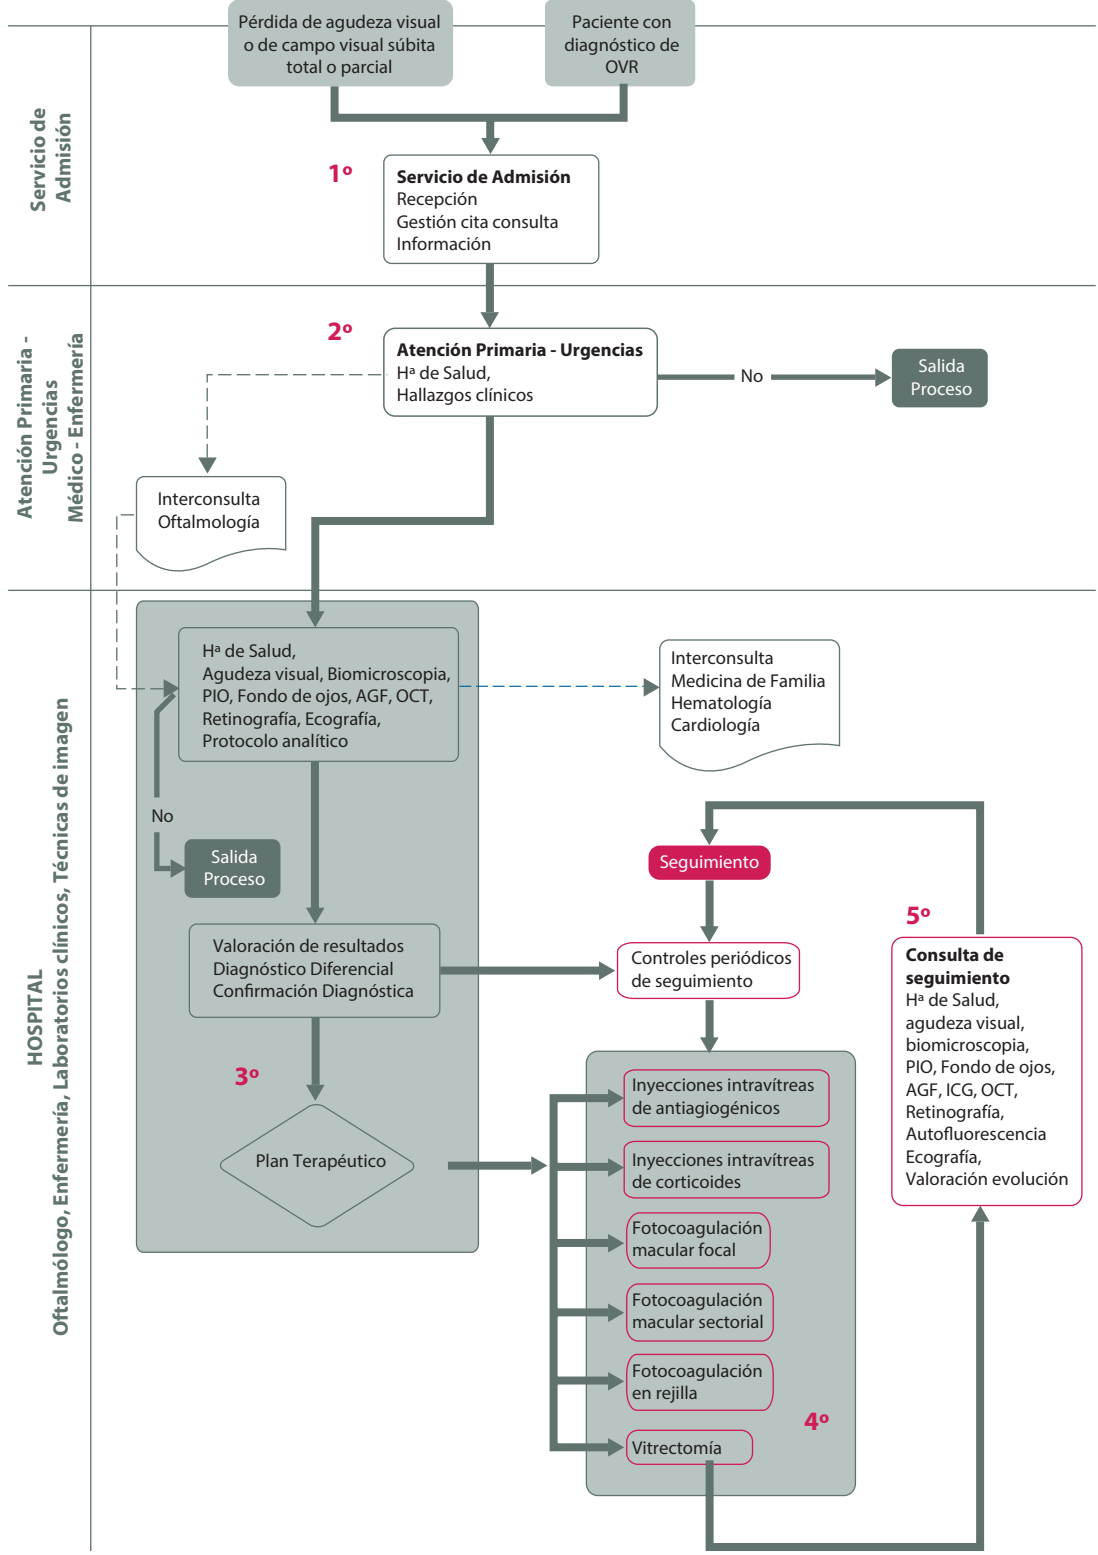 Pérdida de agudeza visual
o de campo visual súbita
total o parcial
Paciente con
diagnóstico de
OVR
Servicio de
Admisión
1º
Servicio de Admisión
Recepción
Gestión cita consulta
Información
Atención Primaria -
Urgencias
Médico - Enfermería
2º
Atención Primaria - Urgencias
Hª de Salud,
Hallazgos clínicos
No
Salida
Proceso
Interconsulta
Oftalmología
HOSPITAL
Oftalmólogo, Enfermería, Laboratorios clínicos, Técnicas de imagen
Hª de Salud,
Agudeza visual, Biomicroscopia,
PIO, Fondo de ojos, AGF, OCT,
Retinografía, Ecografía,
Protocolo analítico
Interconsulta
Medicina de Familia
Hematología
Cardiología
No
Salida
Proceso
Seguimiento
Valoración de resultados
Diagnóstico Diferencial
Confirmación Diagnóstica
Controles periódicos
de seguimiento
5º
Consulta de
seguimiento
Hª de Salud,
agudeza visual,
biomicroscopia,
PIO, Fondo de ojos,
AGF, ICG, OCT,
Retinografía,
Autofluorescencia
Ecografía,
Valoración evolución
3º
Plan Terapéutico
Inyecciones intravítreas
de antiagiogénicos
Inyecciones intravítreas
de corticoides
Fotocoagulación
macular focal
Fotocoagulación
macular sectorial
Fotocoagulación
en rejilla
4º
Vitrectomía